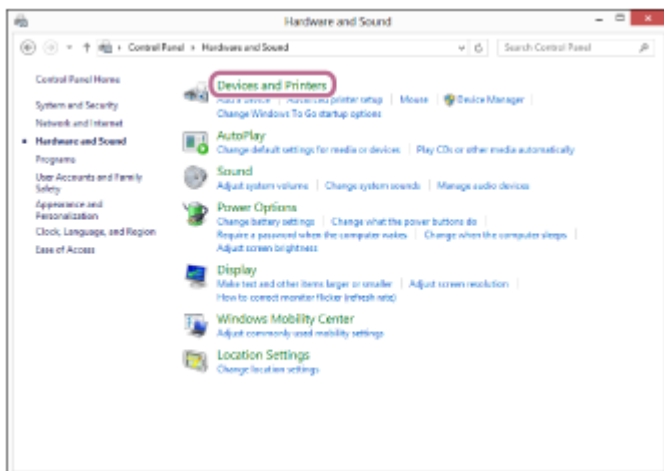 Hardware and Sound
Control Panel › Hardware and Sound
Search Control Panel
Control Panel Home
System and Security
Network and Internet
Hardware and Sound
Programs
User Accounts and Family
Safety
Appearance and
Personalization
Clock, Language, and Region
Ease of Access
Devices and Printers
Add a device | Advanced printer setup | Mouse | Device Manager |
Change Windows To Go startup options
AutoPlay
Change default settings for media or devices | Play CDs or other media automatically
Sound
Adjust system volume | Change system sounds | Manage audio devices
Power Options
Change battery settings | Change what the power buttons do |
Require a password when the computer wakes | Change when the computer sleeps |
Adjust screen brightness
Display
Make text and other items larger or smaller | Adjust screen resolution |
How to correct monitor flicker (refresh rate)
Windows Mobility Center
Adjust commonly used mobility settings
Location Settings
Change location settings